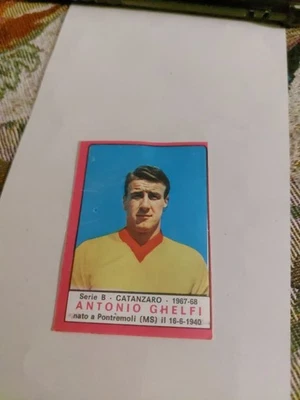 Serie B - CATANZARO - 1967-68
ANTONIO GHELFI
nato a Pontremoli (MS) il 16-6-1940